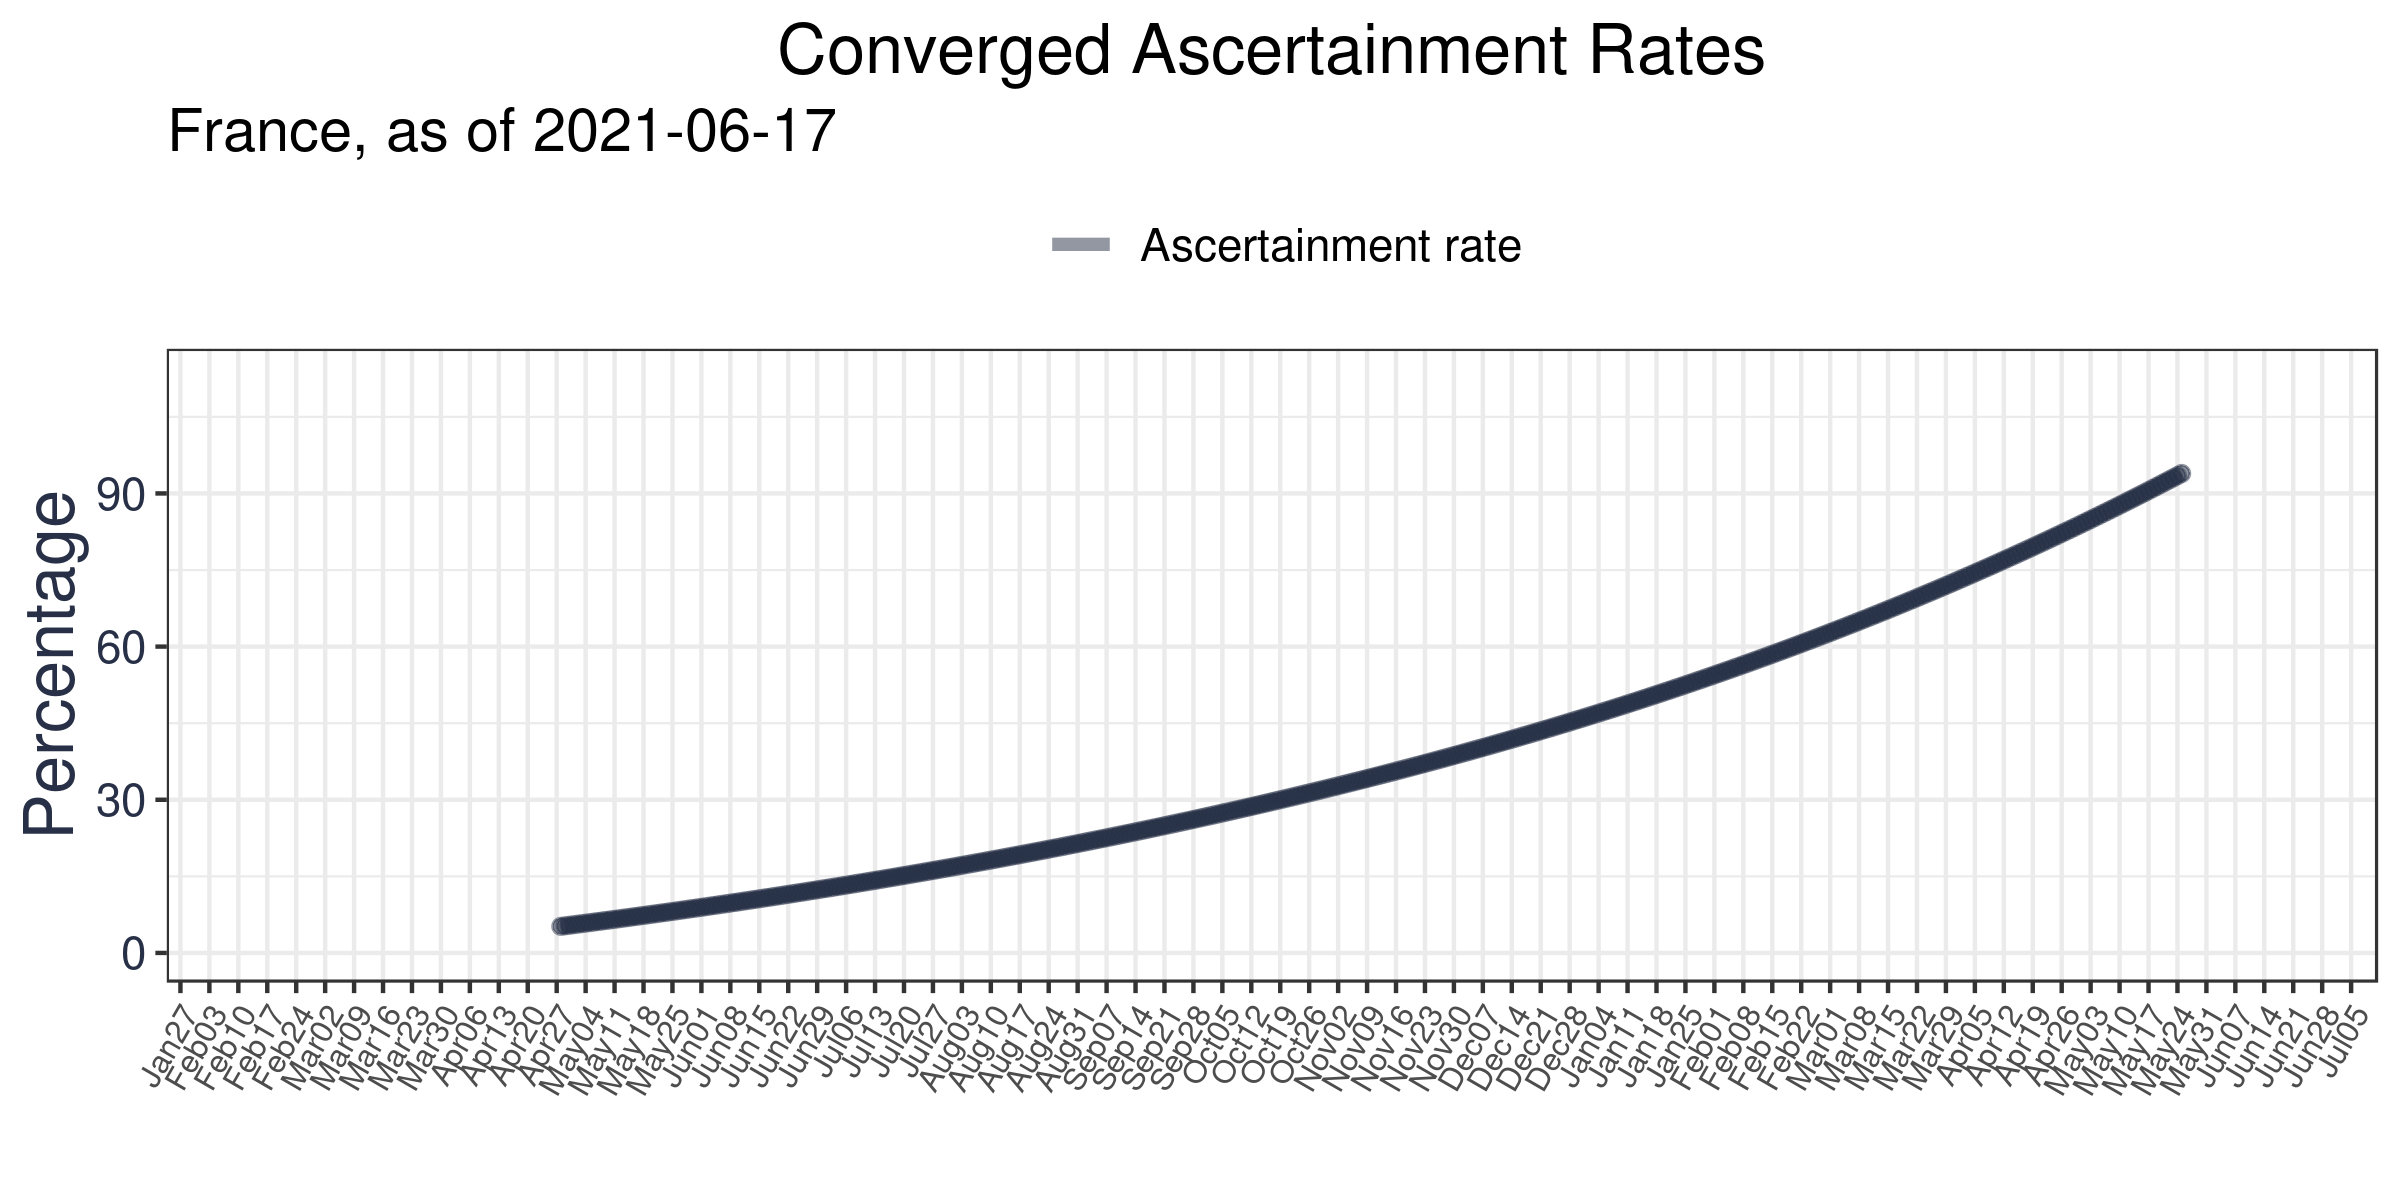 Converged Ascertainment Rates
France, as of 2021-06-17
Ascertainment rate
Percentage
90
60
30
0
Jan27 Feb03 Feb10 Feb17 Feb24 Mar02 Mar09 Mar16 Mar23 Mar30 Apr06 Apr13 Apr20 Apr27 May04 May11 May18 May25 Jun01 Jun08 Jun15 Jun22 Jun29 Jul06 Jul13 Jul20 Jul27 Aug03 Aug10 Aug17 Aug24 Aug31 Sep07 Sep14 Sep21 Sep28 Oct05 Oct12 Oct19 Oct26 Nov02 Nov09 Nov16 Nov23 Nov30 Dec07 Dec14 Dec21 Dec28 Jan04 Jan11 Jan18 Jan25 Feb01 Feb08 Feb15 Feb22 Mar01 Mar08 Mar15 Mar22 Mar29 Apr05 Apr12 Apr19 Apr26 May03 May10 May17 May24 May31 Jun07 Jun14 Jun21 Jun28 Jul05